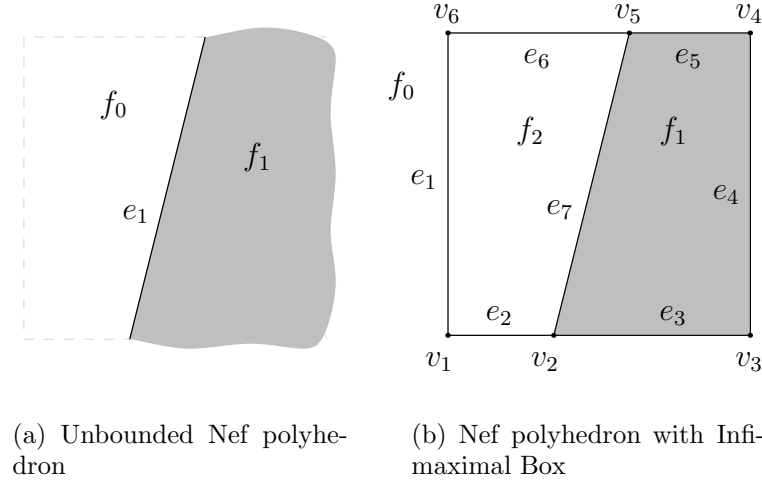 f₀
f₁
e₁
(a) Unbounded Nef polyhe-
dron
v₆ v₅ v₄
e₆ e₅
f₀
f₂ f₁
e₁ e₇ e₄
e₂ e₃
v₁ v₂ v₃
(b) Nef polyhedron with Infi-
maximal Box